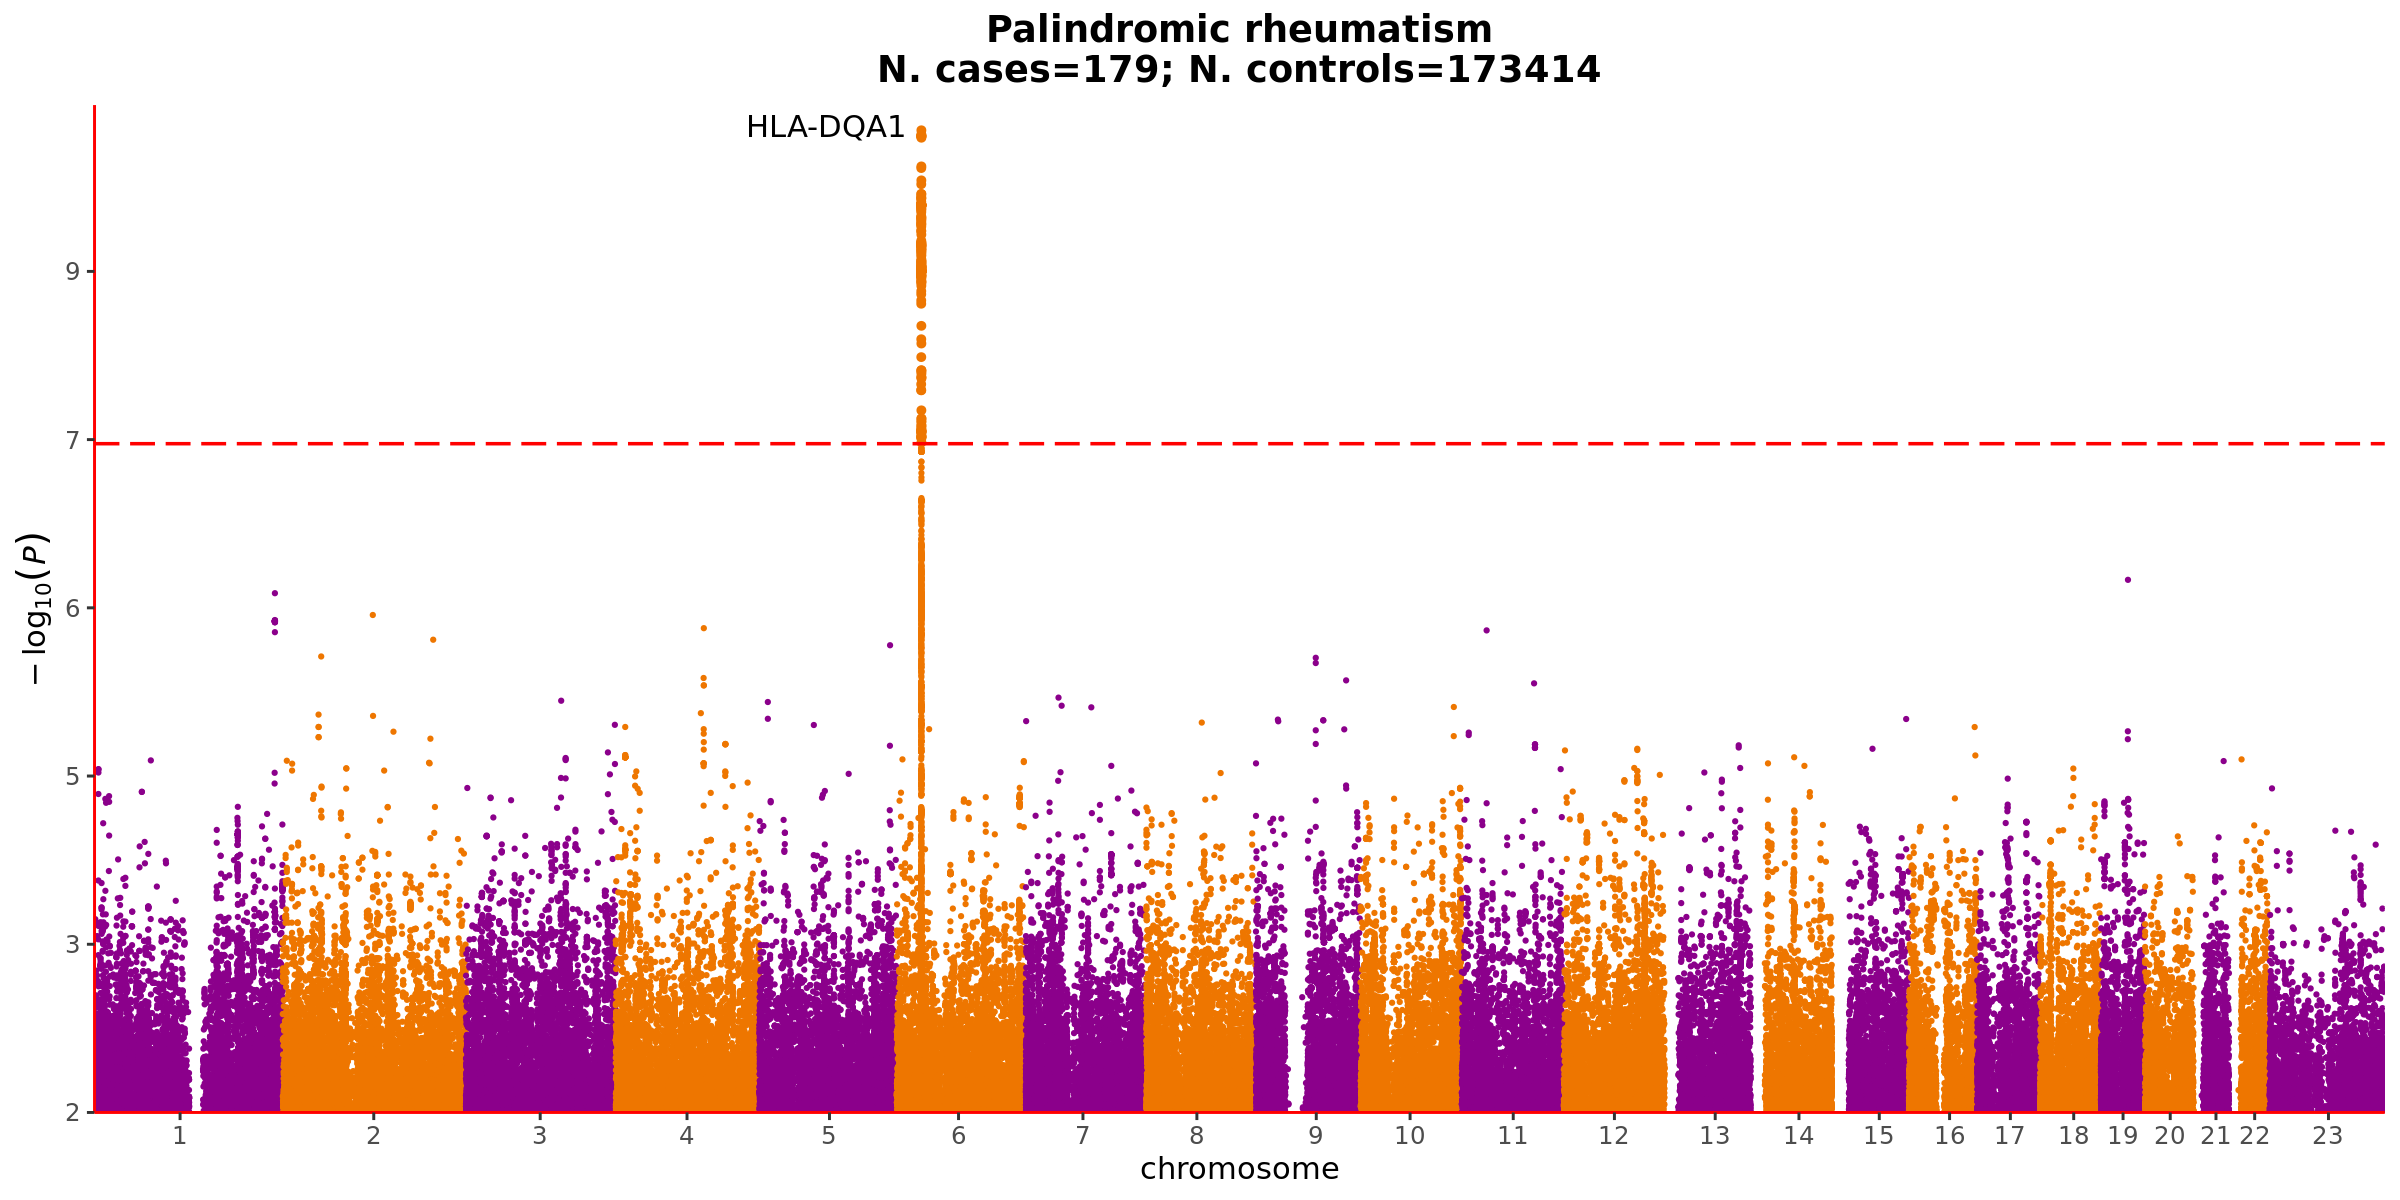 Palindromic rheumatism
N. cases=179; N. controls=173414
HLA-DQA1
9
7
6
5
3
2
−log₁₀(P)
1 2 3 4 5 6 7 8 9 10 11 12 13 14 15 16 17 18 19 20 21 22 23
chromosome